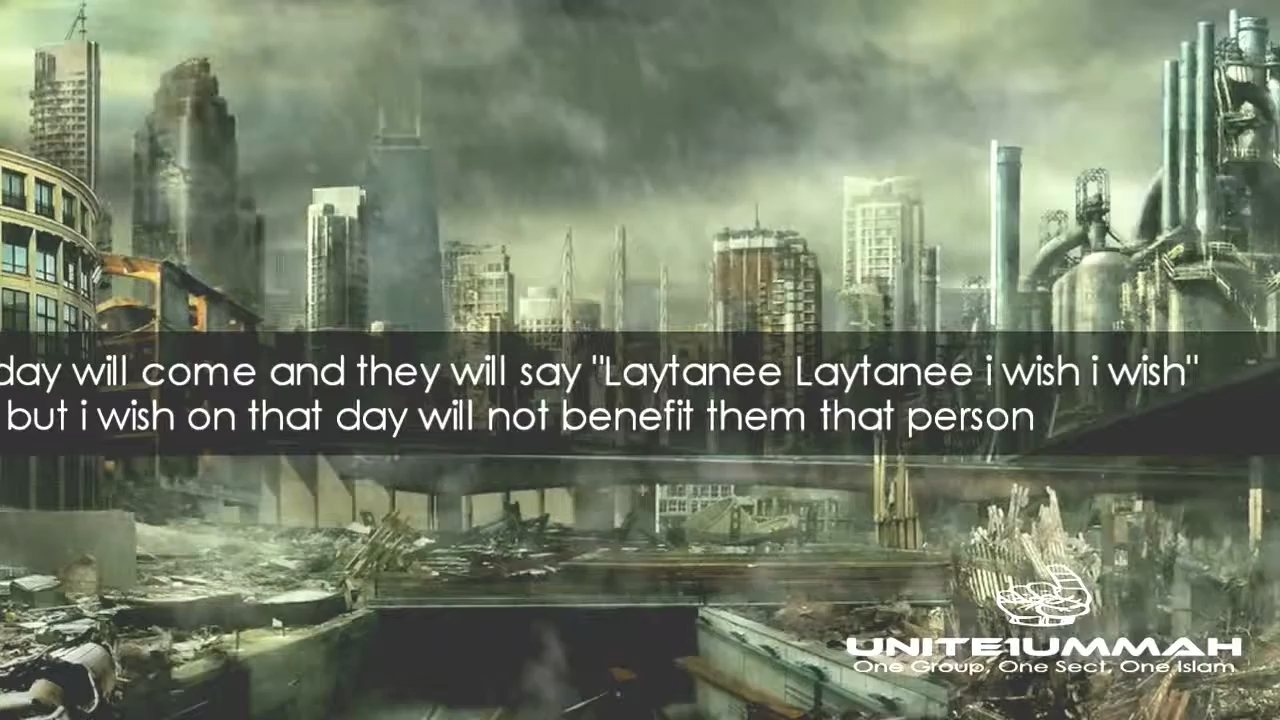 day will come and they will say "Laytanee Laytanee i wish i wish"
but i wish on that day will not benefit them that person
UNITE1UMMAH
One Group, One Sect, One Islam